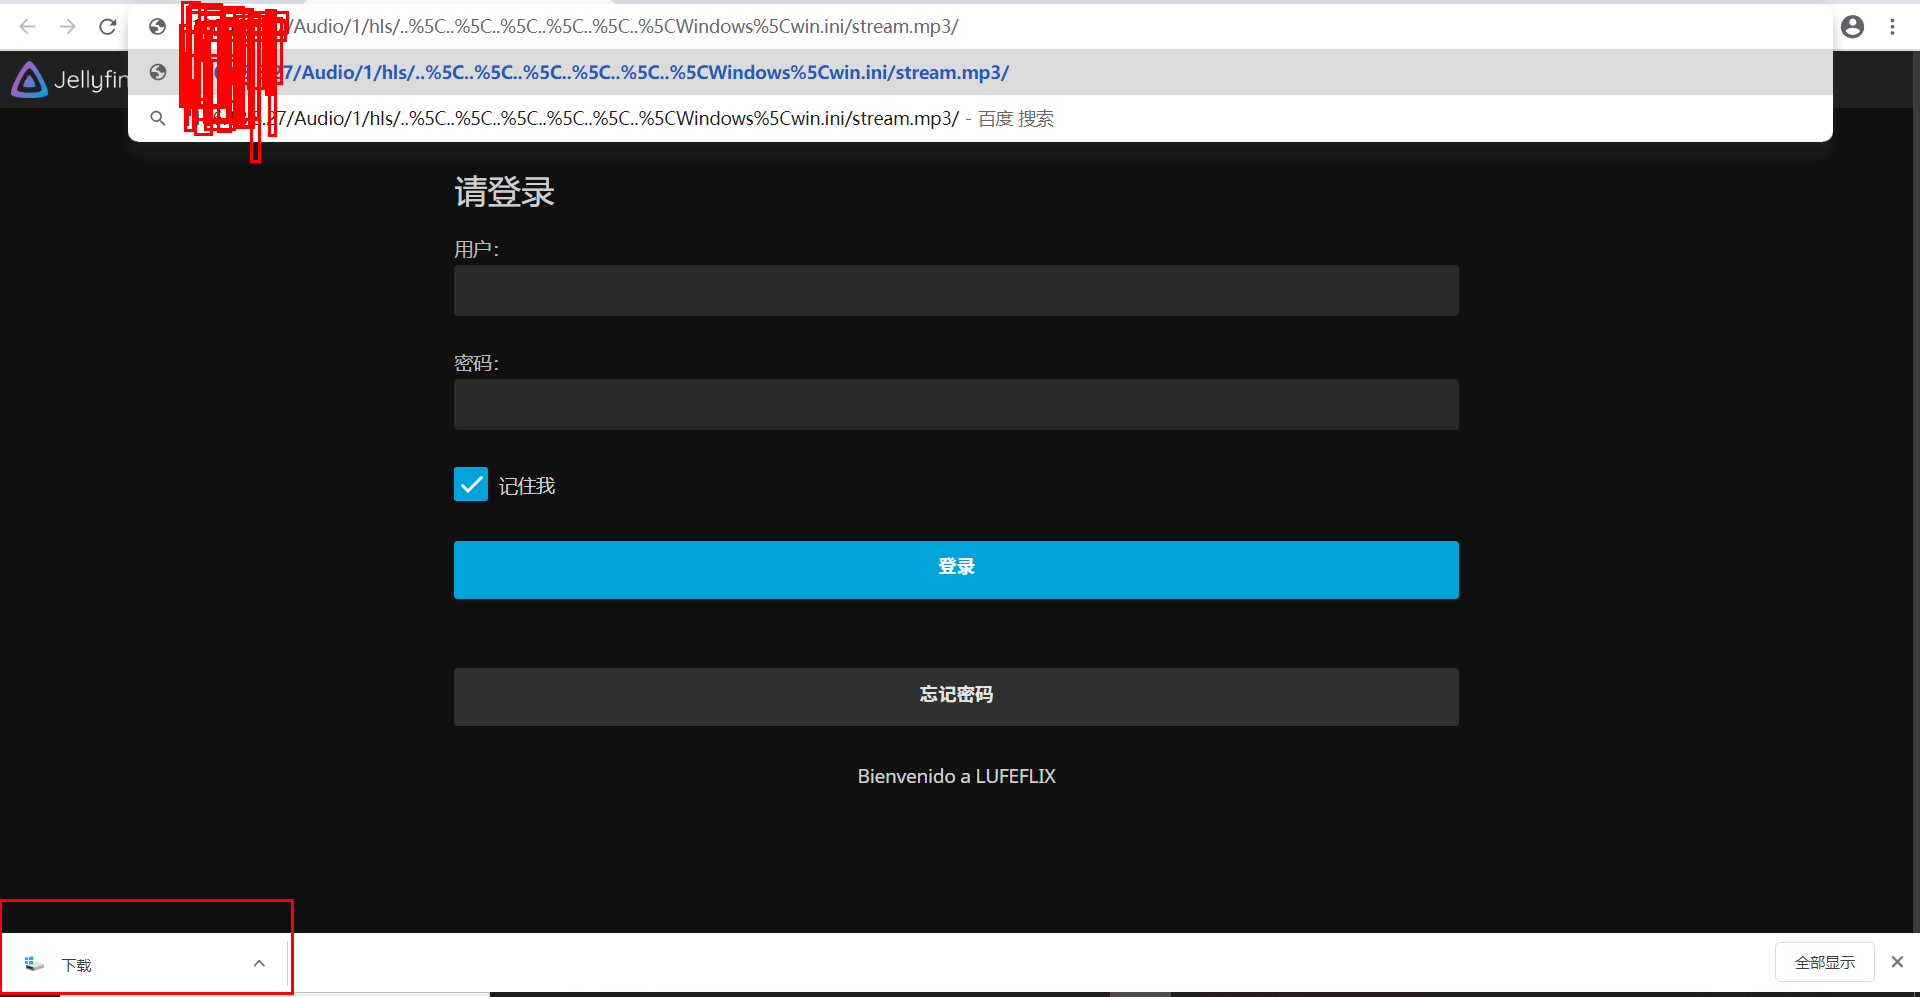 /Audio/1/hls/..%5C..%5C..%5C..%5C..%5C..%5CWindows%5Cwin.ini/stream.mp3/
27/Audio/1/hls/..%5C..%5C..%5C..%5C..%5C..%5CWindows%5Cwin.ini/stream.mp3/
Jellyfin
.27/Audio/1/hls/..%5C..%5C..%5C..%5C..%5C..%5CWindows%5Cwin.ini/stream.mp3/ - 百度 搜索
请登录
用户:
密码:
记住我
登录
忘记密码
Bienvenido a LUFEFLIX
下载
全部显示